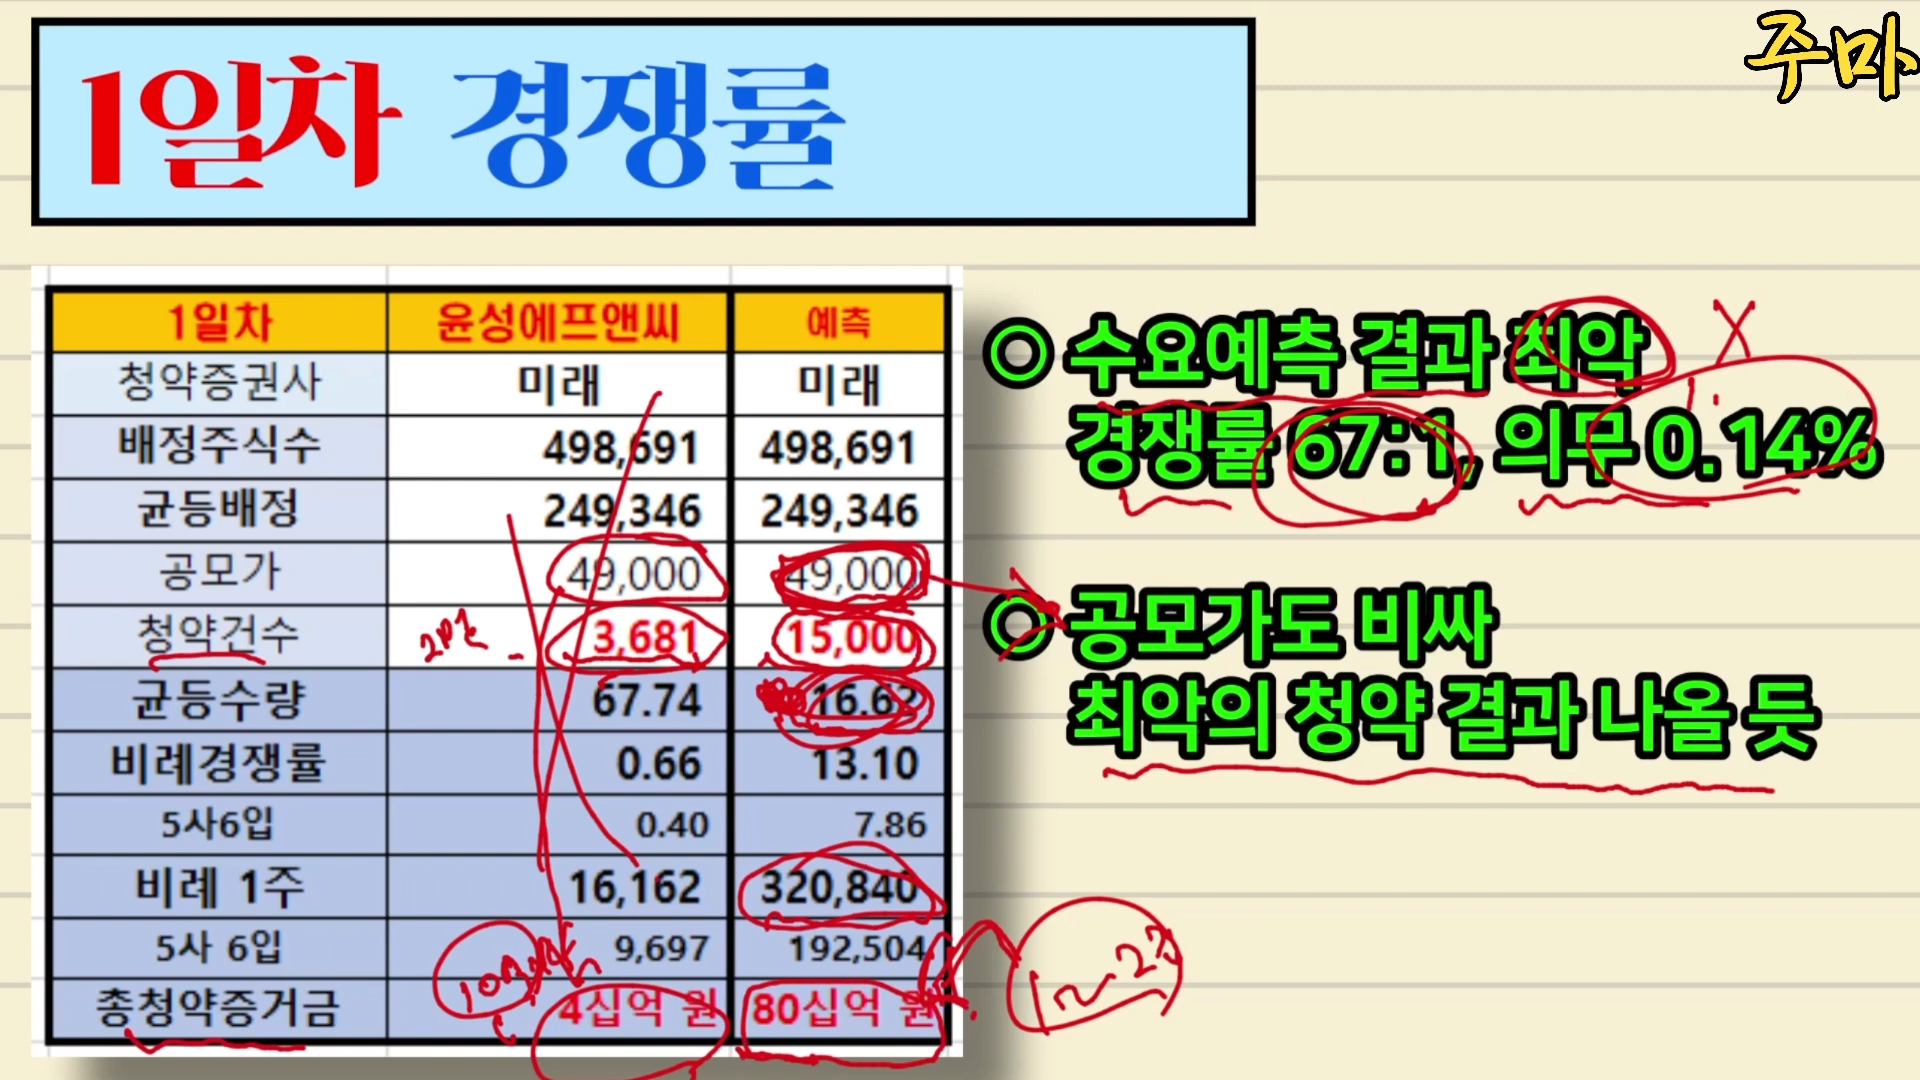 주마
1일차 경쟁률
1일차 윤성에프앤씨 예측
청약증권사 미래 미래
배정주식수 498,691 498,691
균등배정 249,346 249,346
공모가 49,000 49,000
청약건수 3,681 15,000
균등수량 67.74 16.62
비례경쟁률 0.66 13.10
5사6입 0.40 7.86
비례 1주 16,162 320,840
5사 6입 9,697 192,504
총청약증거금 4십억 원 80십억 원
◎ 수요예측 결과 최악
경쟁률 67:1, 의무 0.14%
◎ 공모가도 비싸
최악의 청약 결과 나올 듯
1~2주